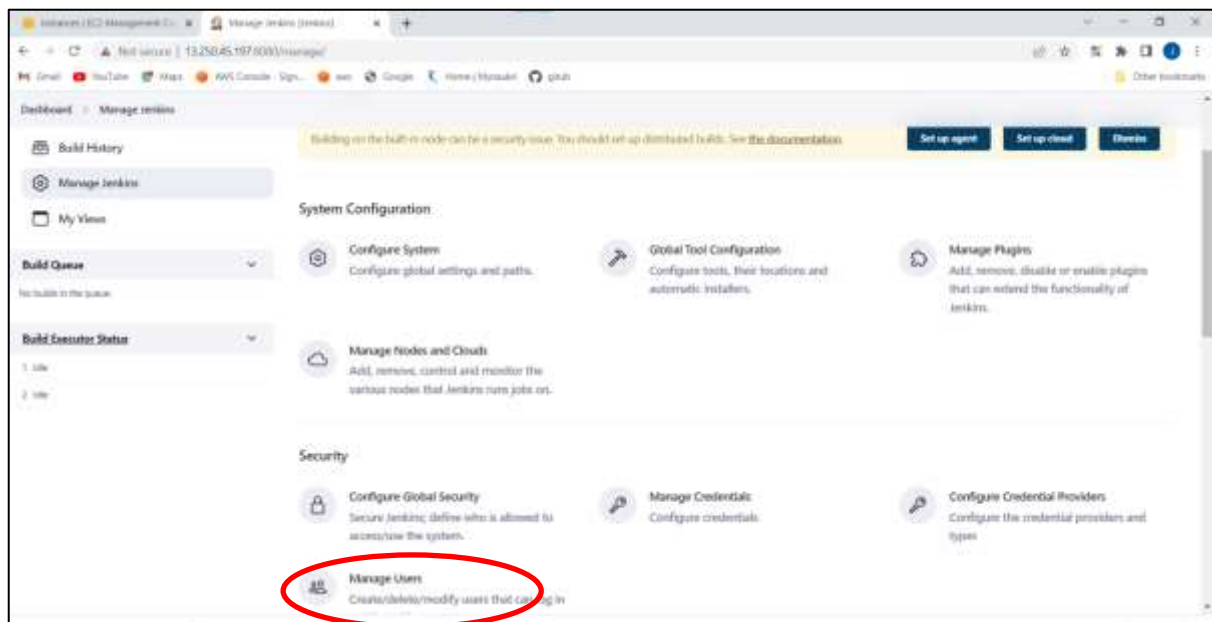 Manage Jenkins [Jenkins]
Not secure | 13.250.45.197:8080/manage/
Gmail YouTube Maps AWS Console - Sign... aws Google github
Other bookmarks
Dashboard Manage Jenkins
Build History
Manage Jenkins
My Views
Build Queue
No builds in the queue.
Build Executor Status
1 Idle
2 Idle
Building on the built-in node can be a security issue. You should set up distributed builds. See the documentation.
Set up agent Set up cloud Dismiss
System Configuration
Configure System
Configure global settings and paths.
Global Tool Configuration
Configure tools, their locations and
automatic installers.
Manage Plugins
Add, remove, disable or enable plugins
that can extend the functionality of
Jenkins.
Manage Nodes and Clouds
Add, remove, control and monitor the
various nodes that Jenkins runs jobs on.
Security
Configure Global Security
Secure Jenkins; define who is allowed to
access/use the system.
Manage Credentials
Configure credentials
Configure Credential Providers
Configure the credential providers and
types
Manage Users
Create/delete/modify users that can log in